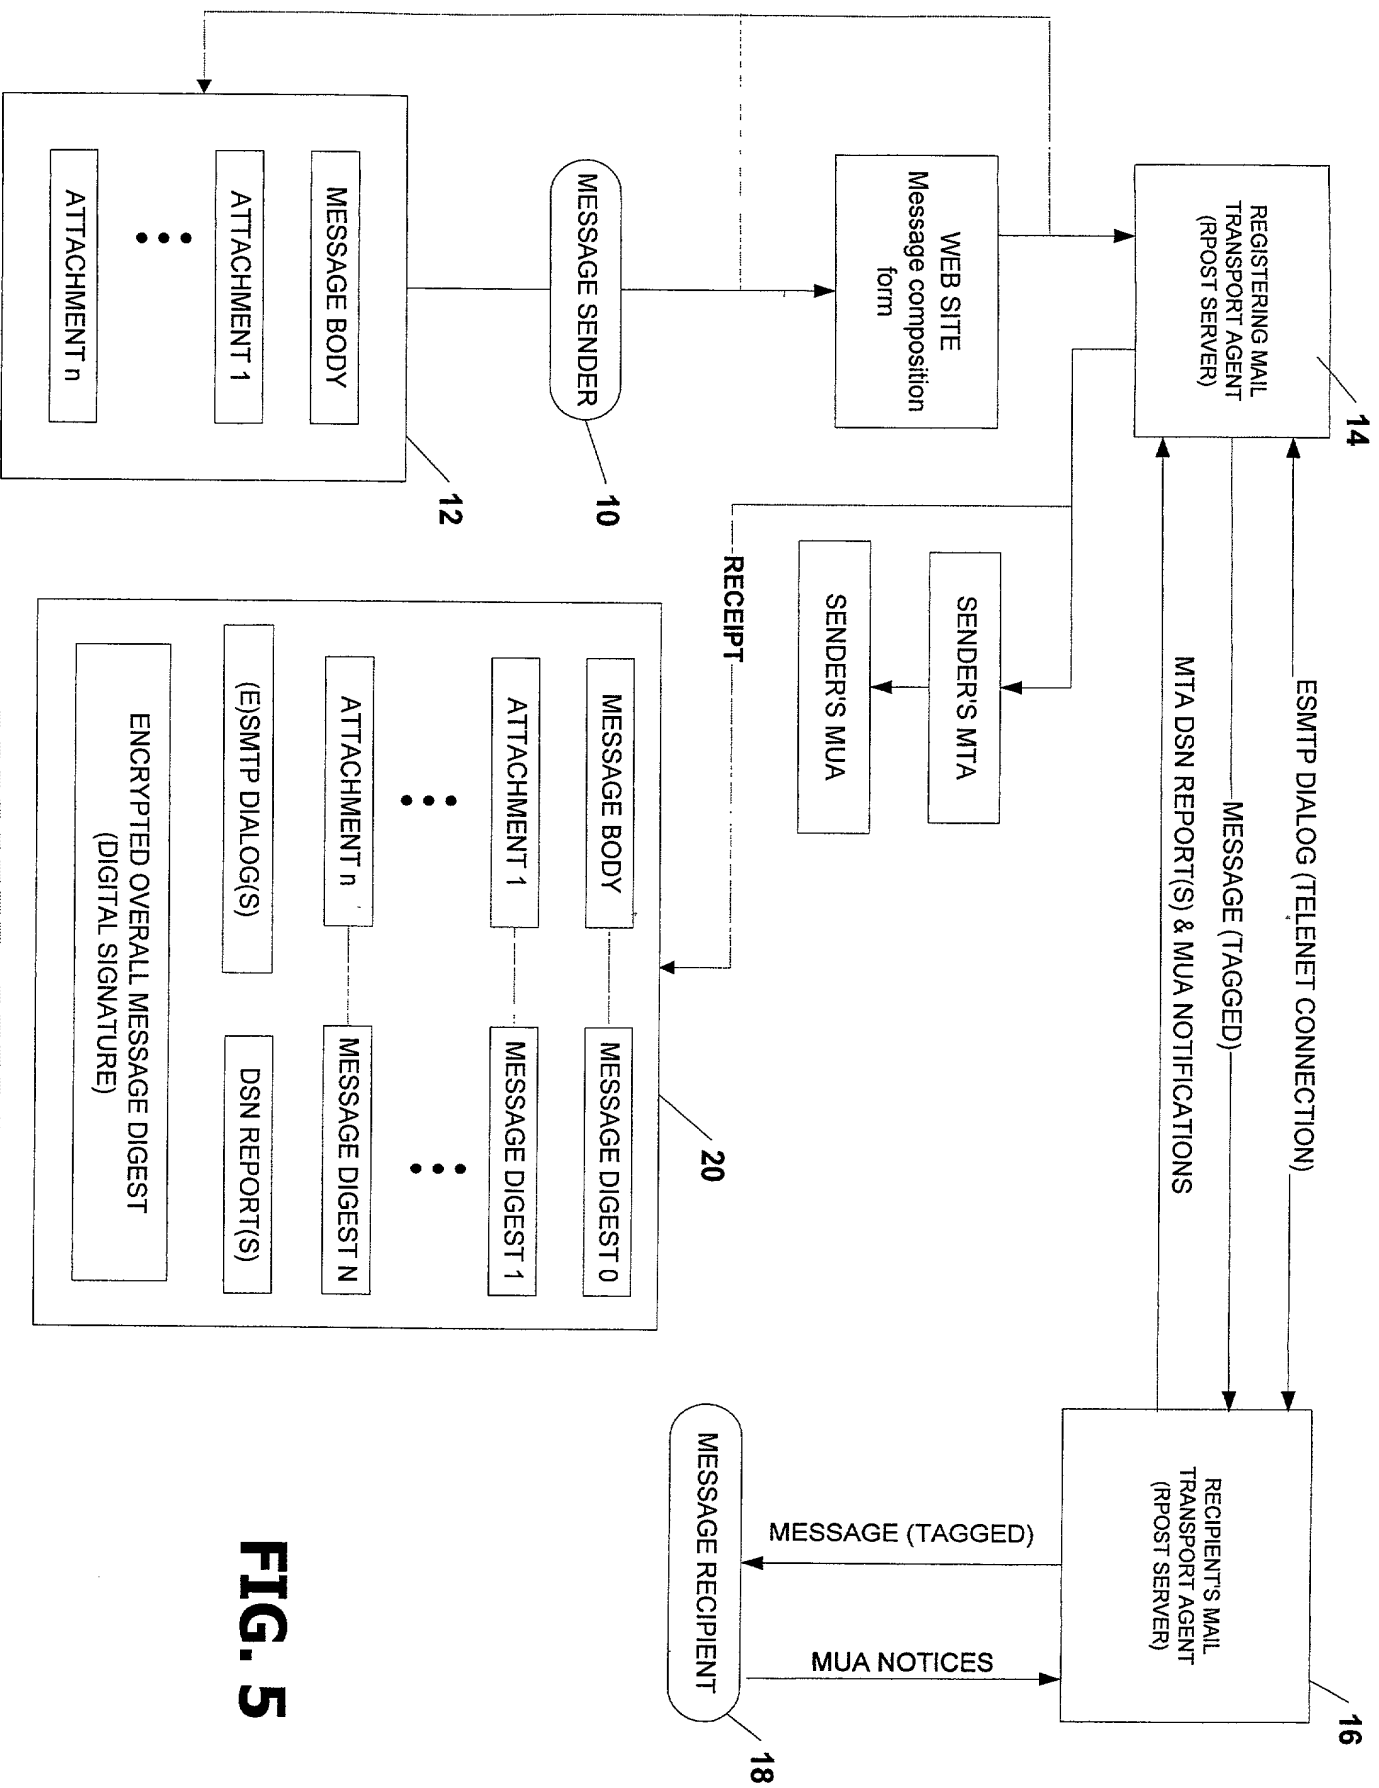 REGISTERING MAIL
TRANSPORT AGENT
(RPOST SERVER)
14
ESMTP DIALOG (TELENET CONNECTION)
MESSAGE (TAGGED)
MTA DSN REPORT(S) & MUA NOTIFICATIONS
RECIPIENT'S MAIL
TRANSPORT AGENT
(RPOST SERVER)
16
WEB SITE
Message composition
form
SENDER'S MTA
SENDER'S MUA
MESSAGE (TAGGED)
MUA NOTICES
MESSAGE SENDER
10
RECEIPT
MESSAGE RECIPIENT
18
12
MESSAGE BODY
ATTACHMENT 1
ATTACHMENT n
20
MESSAGE BODY
MESSAGE DIGEST 0
ATTACHMENT 1
MESSAGE DIGEST 1
ATTACHMENT n
MESSAGE DIGEST N
(E)SMTP DIALOG(S)
DSN REPORT(S)
ENCRYPTED OVERALL MESSAGE DIGEST
(DIGITAL SIGNATURE)
FIG. 5